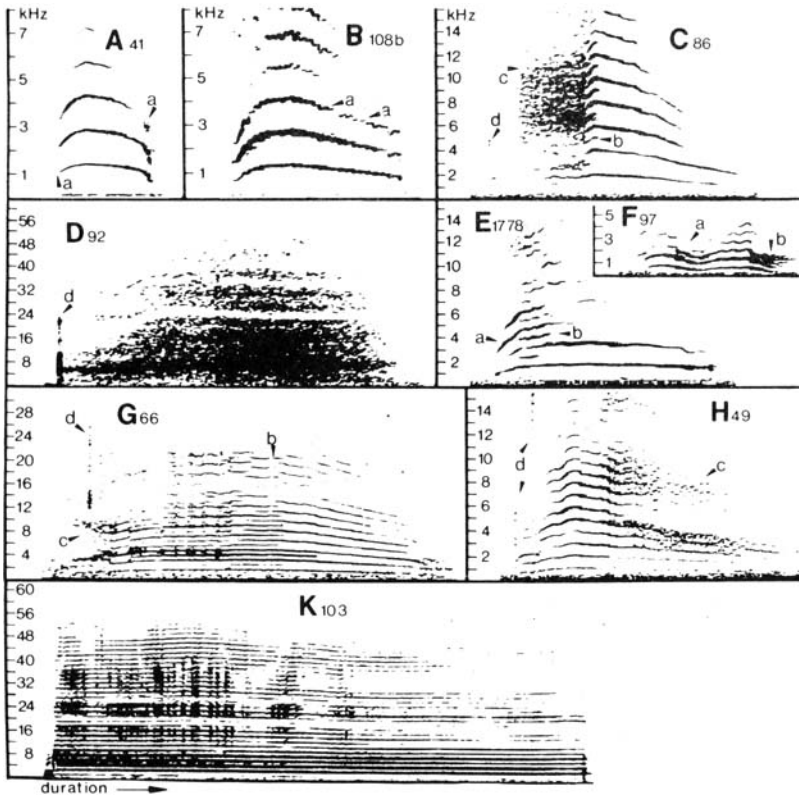 kHz A 41 kHz B 108b C 86
7 7 14
a 12
5 5 c 10
d 8
3 3 a a 6
b 4
1 1 2
a
56 D 92 14 E 1778 F 97
48 12 5 a b
40 10 3
32 8 1
24 d 6
16 a 4 b
8 2
28 G 66 14 H 49
24 d 12
20 b 10
16 d 8 c
12 6
8 c 4
4 2
60 K 103
52
40
32
24
16
8
duration